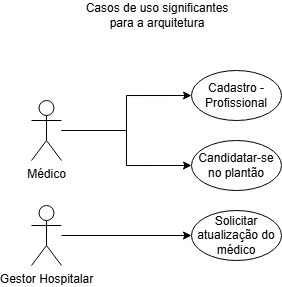 Casos de uso significantes
para a arquitetura
Cadastro -
Profissional
Médico
Candidatar-se
no plantão
Gestor Hospitalar
Solicitar
atualização do
médico